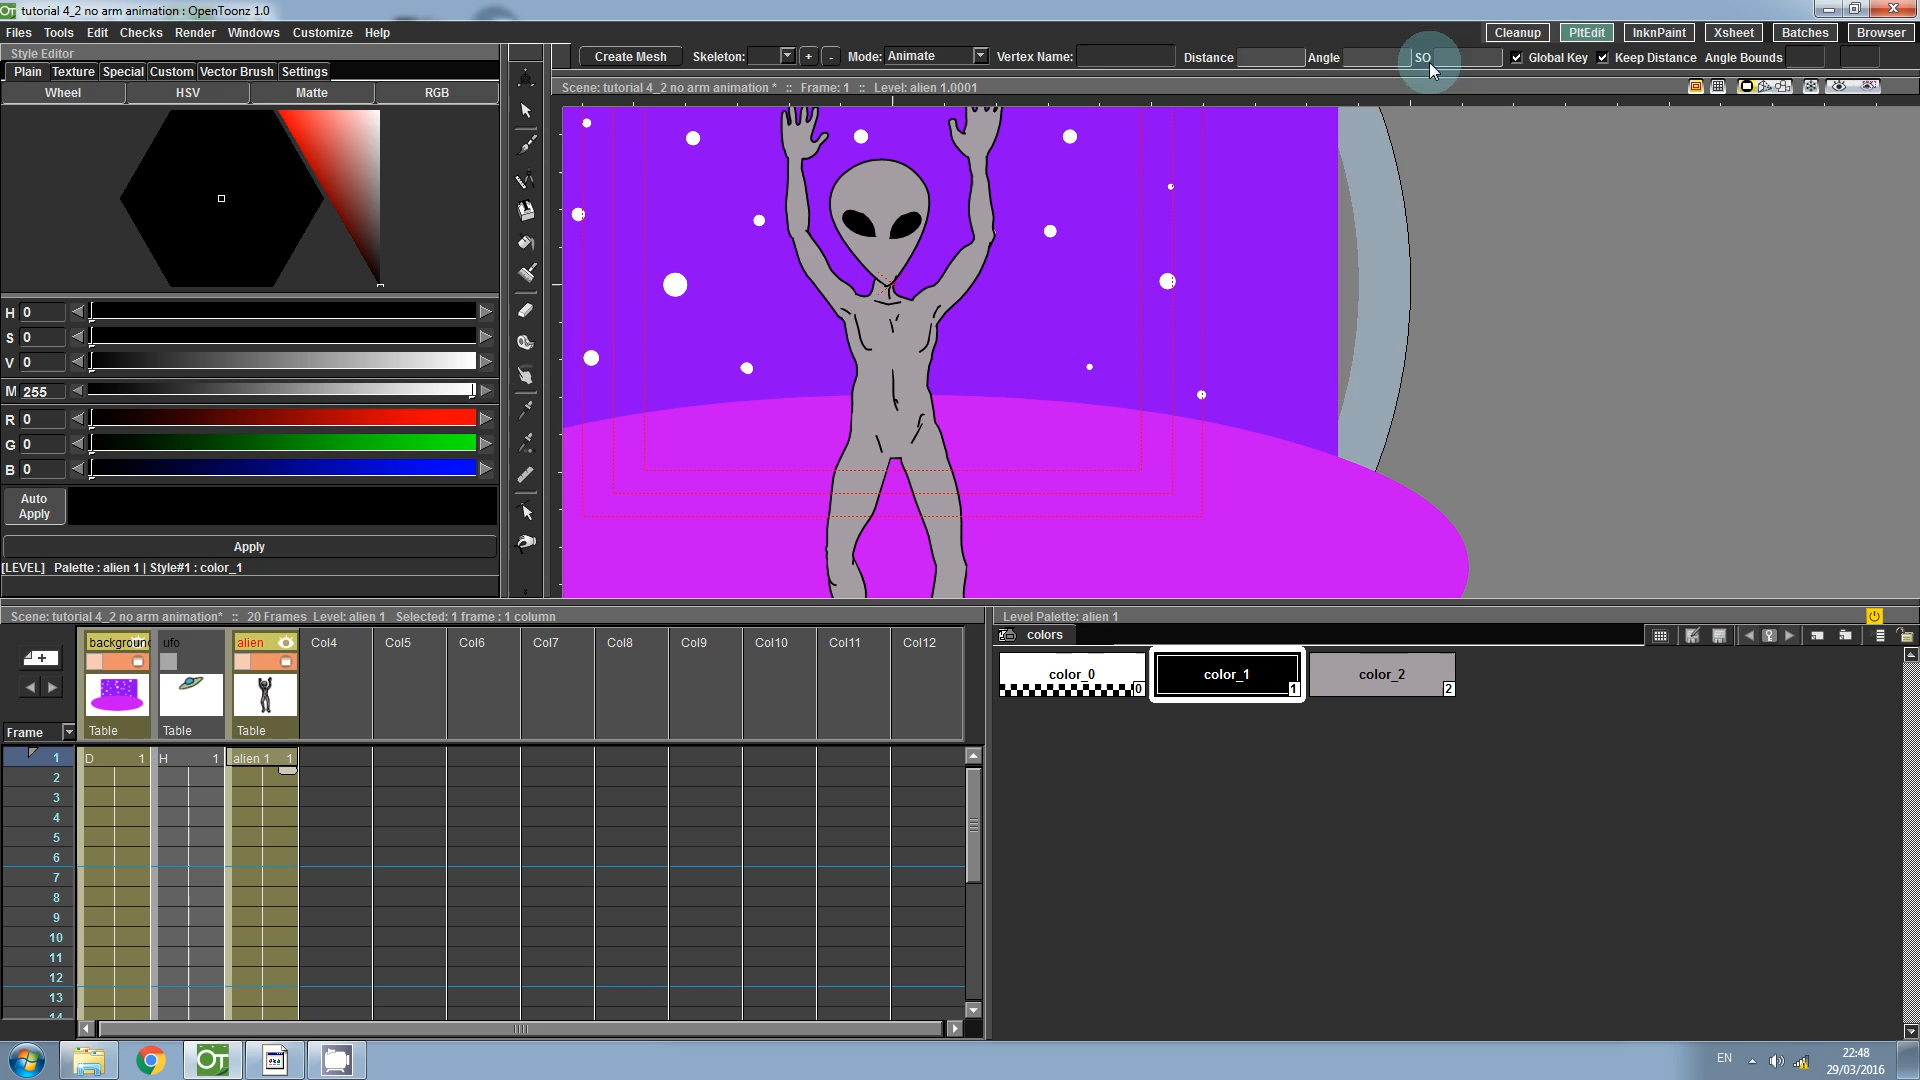 tutorial 4_2 no arm animation : OpenToonz 1.0
Files Tools Edit Checks Render Windows Customize Help
Cleanup PltEdit InknPaint Xsheet Batches Browser
Style Editor
Create Mesh Skeleton: + - Mode: Animate Vertex Name: Distance Angle SO Global Key Keep Distance Angle Bounds
Plain Texture Special Custom Vector Brush Settings
Wheel HSV Matte RGB
Scene: tutorial 4_2 no arm animation * :: Frame: 1 :: Level: alien 1.0001
H 0
S 0
V 0
M 255
R 0
G 0
B 0
Auto
Apply
Apply
[LEVEL] Palette : alien 1 | Style#1 : color_1
Scene: tutorial 4_2 no arm animation* :: 20 Frames Level: alien 1 Selected: 1 frame : 1 column
Level Palette: alien 1
colors
background ufo alien Col4 Col5 Col6 Col7 Col8 Col9 Col10 Col11 Col12
color_0 0 color_1 1 color_2 2
Table Table Table
Frame
1 D 1 H 1 alien 1 1
2
3
4
5
6
7
8
9
10
11
12
13
14
EN
22:48
29/03/2016